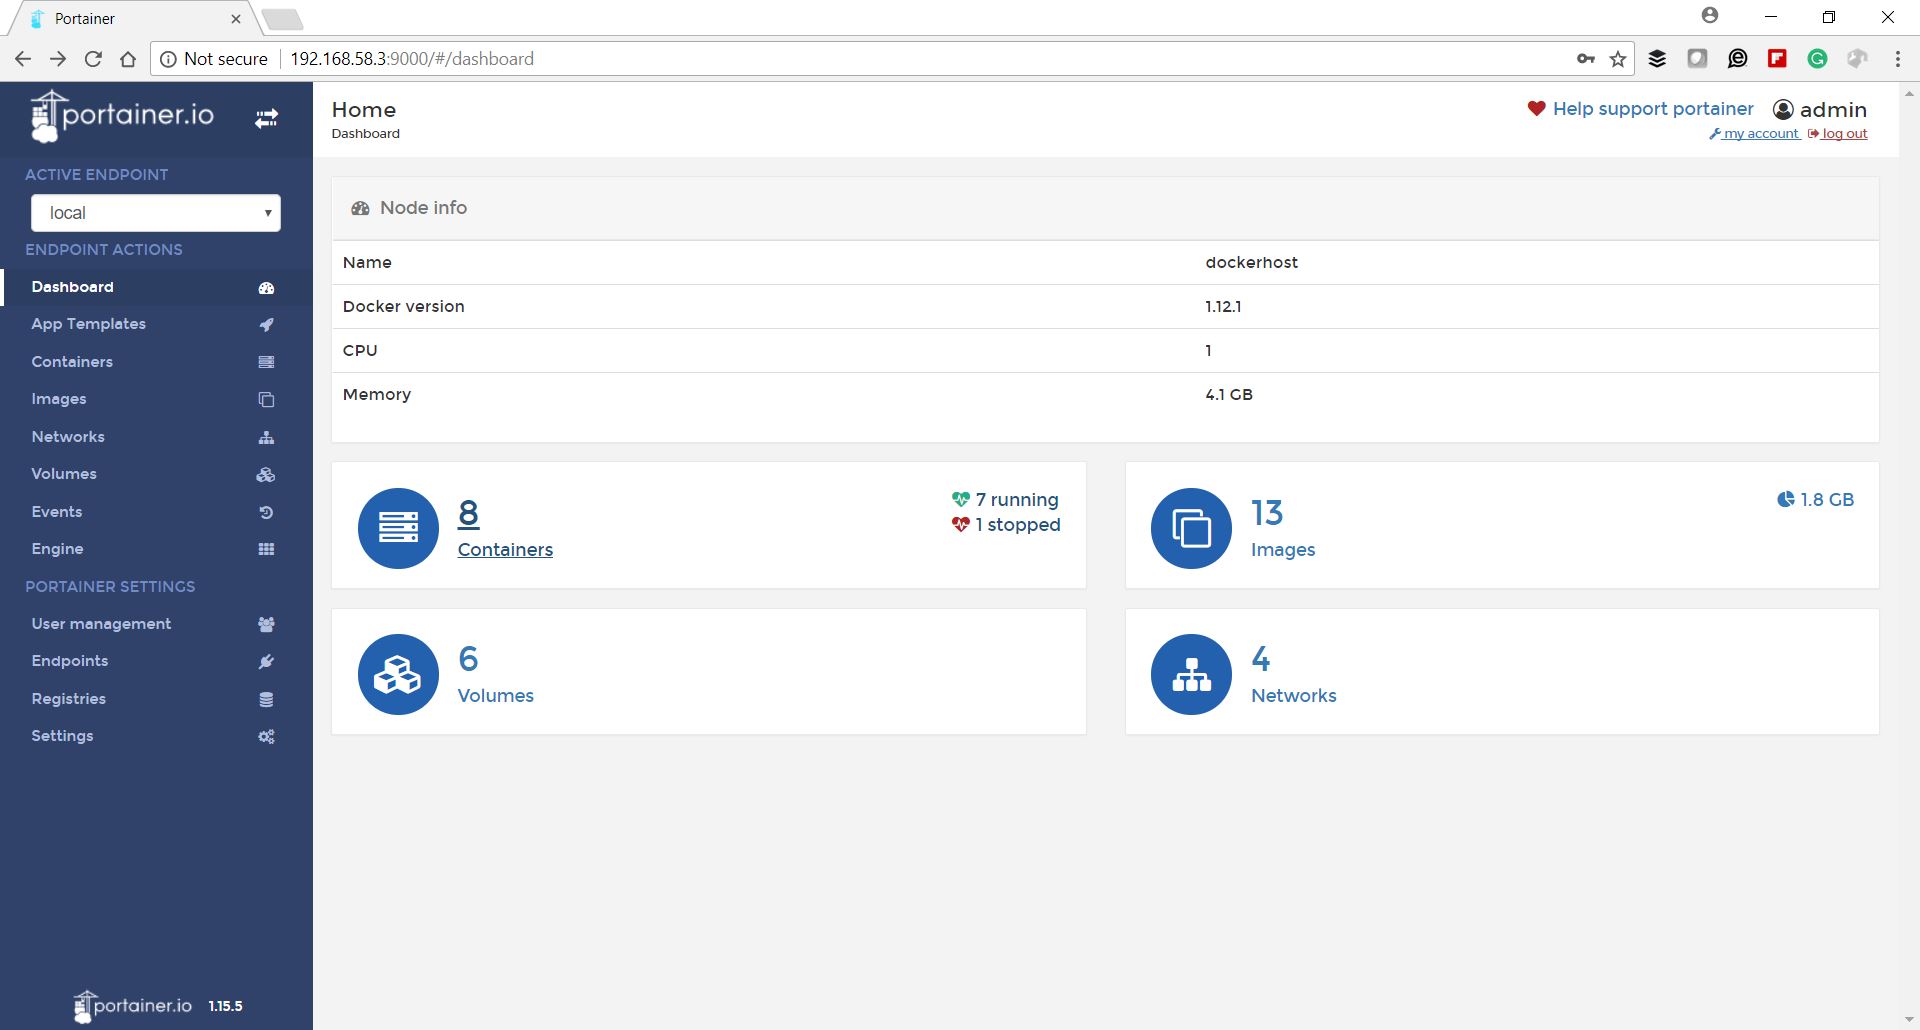 Portainer
Not secure
192.168.58.3:9000/#/dashboard
portainer.io
ACTIVE ENDPOINT
local
ENDPOINT ACTIONS
Dashboard
App Templates
Containers
Images
Networks
Volumes
Events
Engine
PORTAINER SETTINGS
User management
Endpoints
Registries
Settings
portainer.io 1.15.5
Home
Dashboard
Help support portainer
admin
my account log out
Node info
Name dockerhost
Docker version 1.12.1
CPU 1
Memory 4.1 GB
8
Containers
7 running
1 stopped
13
Images
1.8 GB
6
Volumes
4
Networks